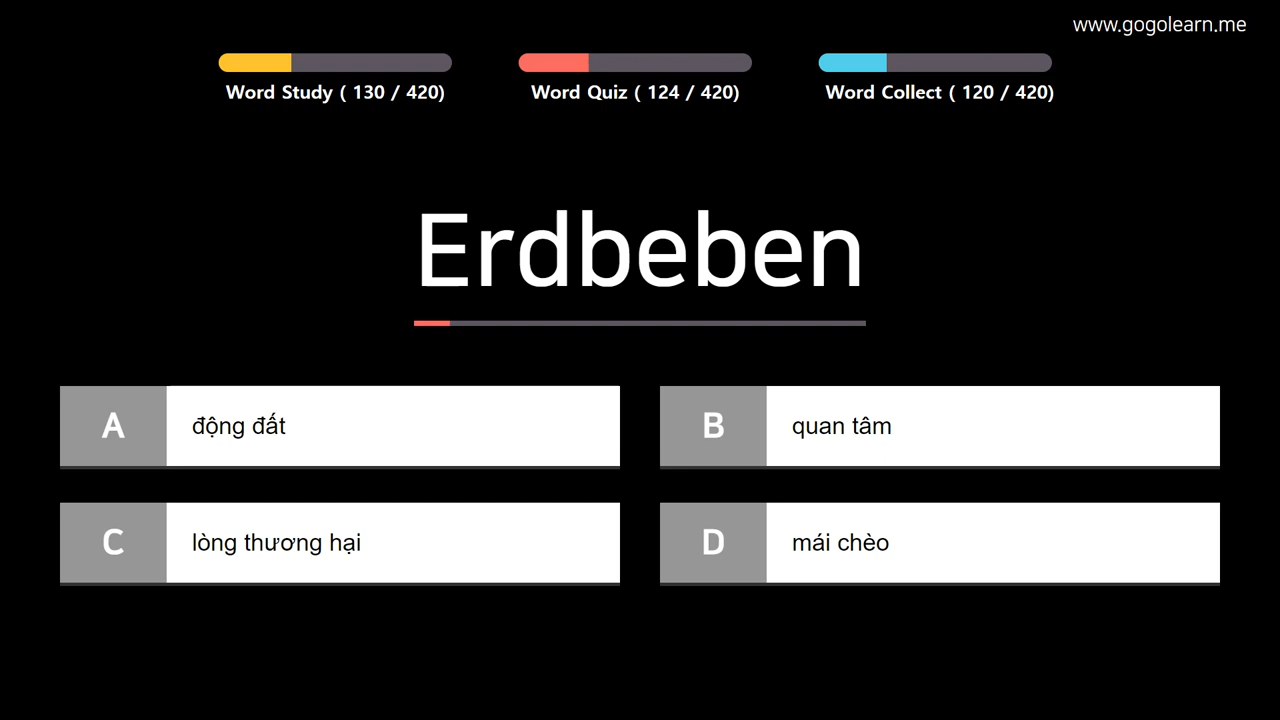 www.gogolearn.me
Word Study ( 130 / 420)
Word Quiz ( 124 / 420)
Word Collect ( 120 / 420)
Erdbeben
A động đất
B quan tâm
C lòng thương hại
D mái chèo